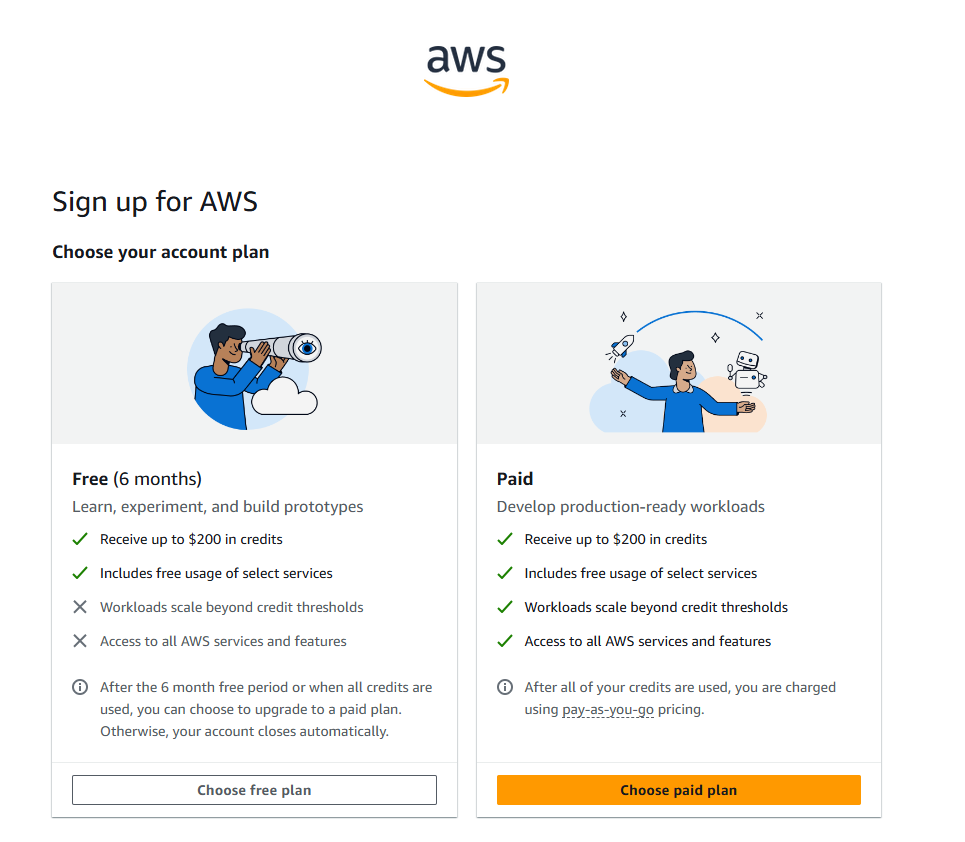 aws
Sign up for AWS
Choose your account plan
Free (6 months)
Learn, experiment, and build prototypes
Receive up to $200 in credits
Includes free usage of select services
Workloads scale beyond credit thresholds
Access to all AWS services and features
After the 6 month free period or when all credits are
used, you can choose to upgrade to a paid plan.
Otherwise, your account closes automatically.
Choose free plan
Paid
Develop production-ready workloads
Receive up to $200 in credits
Includes free usage of select services
Workloads scale beyond credit thresholds
Access to all AWS services and features
After all of your credits are used, you are charged
using pay-as-you-go pricing.
Choose paid plan